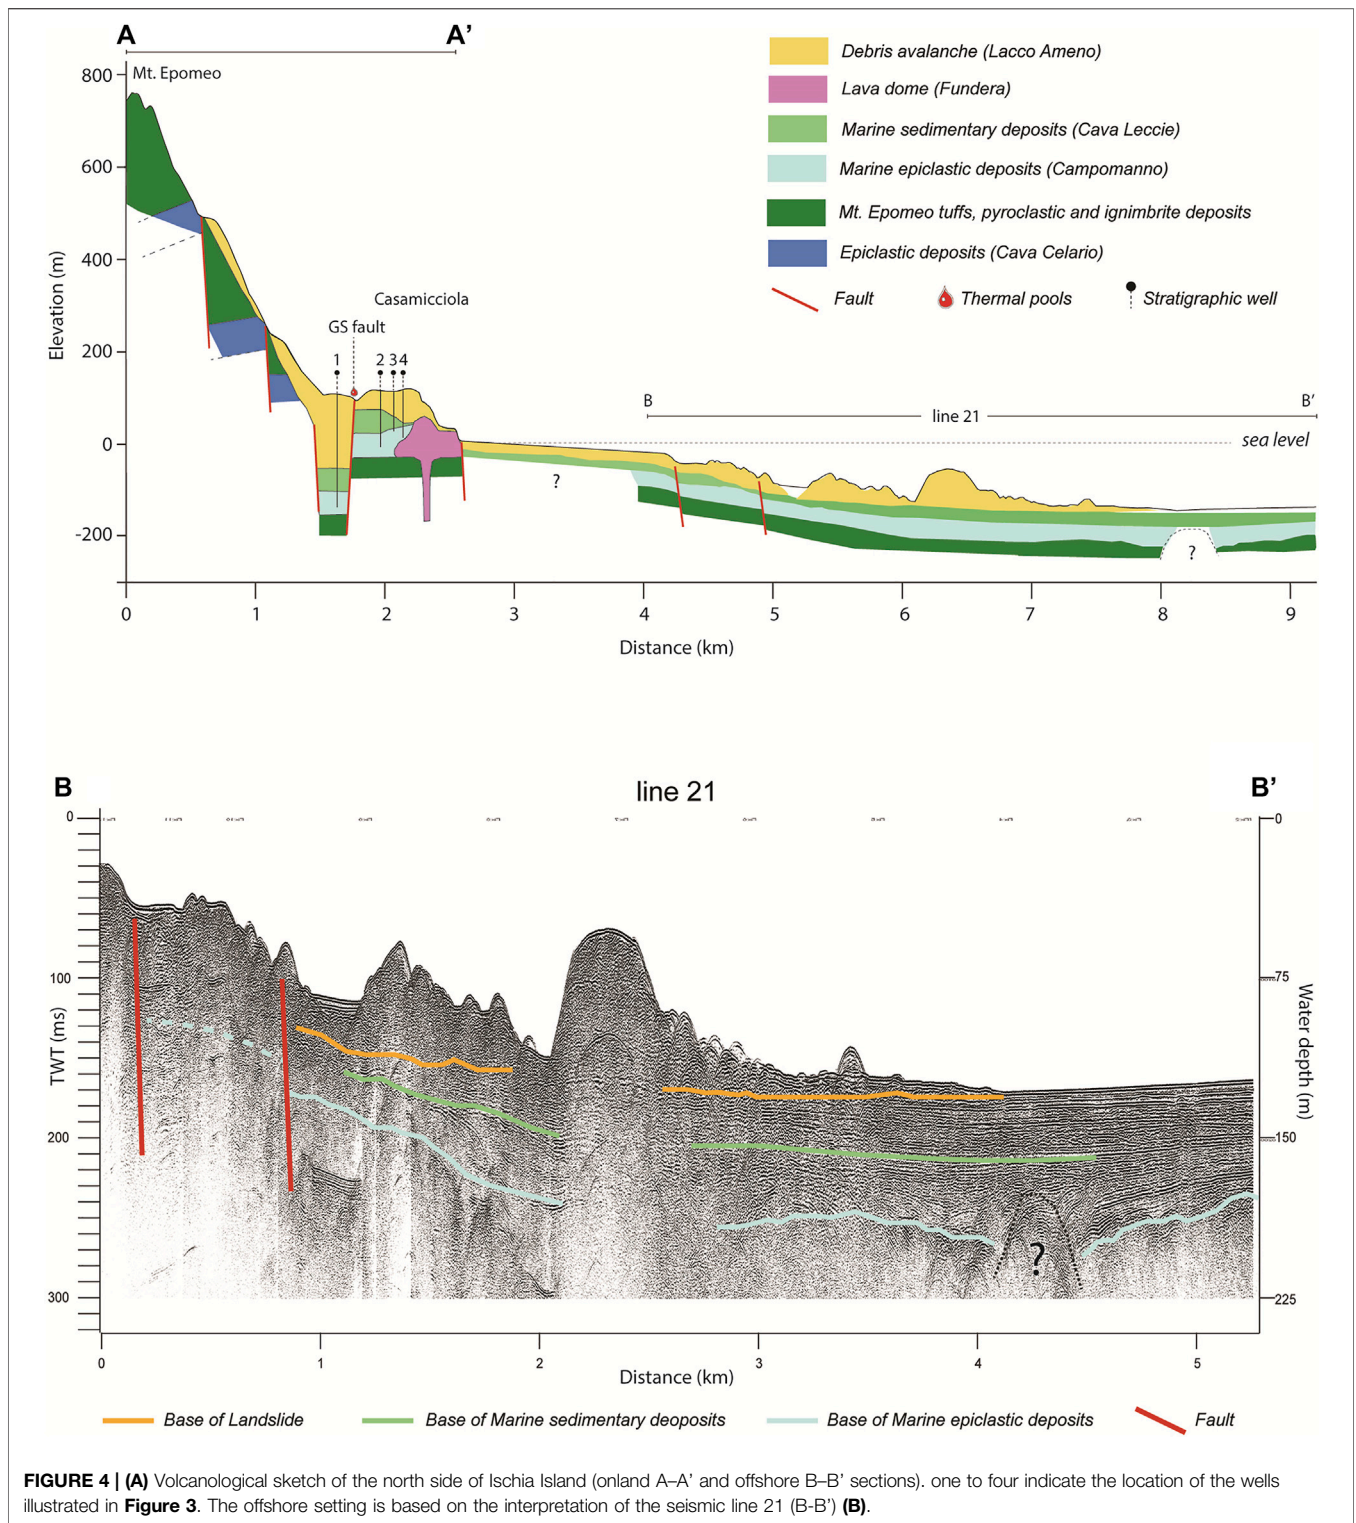 A A’
800 Mt. Epomeo
600
400
200
0
-200
Elevation (m)
Debris avalanche (Lacco Ameno)
Lava dome (Fundera)
Marine sedimentary deposits (Cava Leccie)
Marine epiclastic deposits (Campomanno)
Mt. Epomeo tuffs, pyroclastic and ignimbrite deposits
Epiclastic deposits (Cava Celario)
Fault Thermal pools Stratigraphic well
Casamicciola
GS fault
1 2 3 4
B line 21 B’
sea level
? ?
0 1 2 3 4 5 6 7 8 9
Distance (km)
B line 21 B’
0 0
100 75
200 150
300 225
TWT (ms)
Water depth (m)
?
0 1 2 3 4 5
Distance (km)
Base of Landslide Base of Marine sedimentary deoposits Base of Marine epiclastic deposits Fault
FIGURE 4 | (A) Volcanological sketch of the north side of Ischia Island (onland A–A’ and offshore B–B’ sections). one to four indicate the location of the wells
illustrated in Figure 3. The offshore setting is based on the interpretation of the seismic line 21 (B-B’) (B).